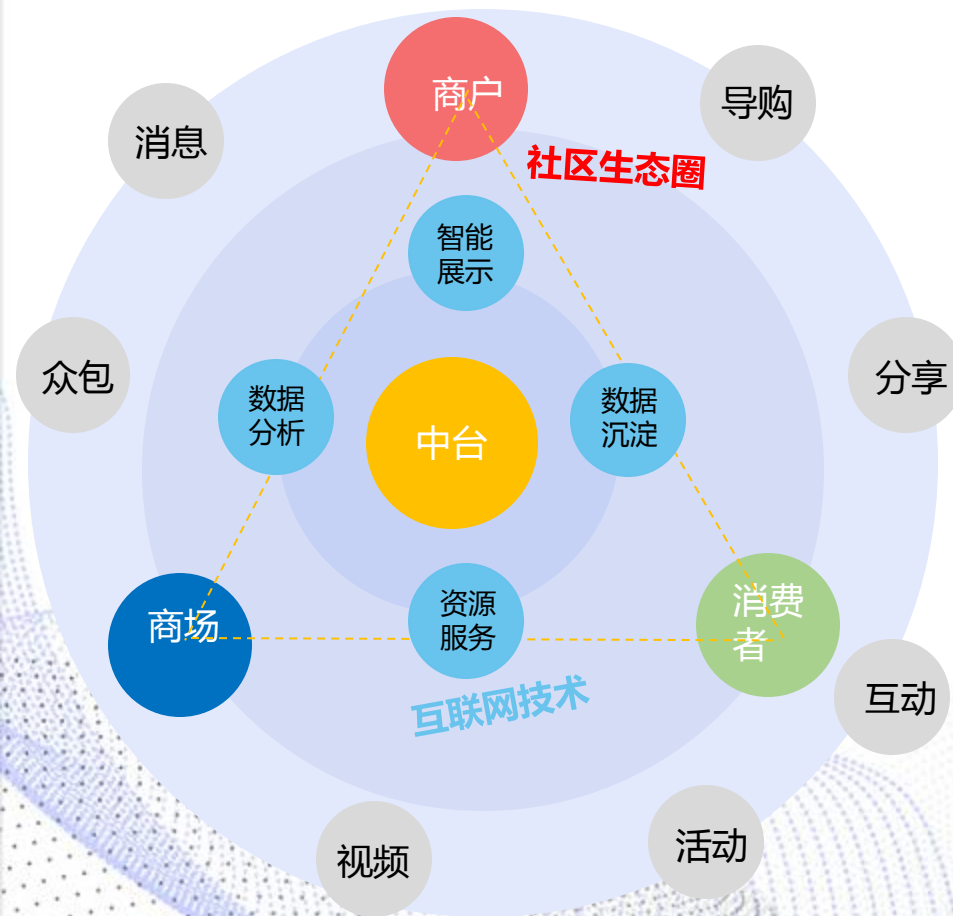 商户
导购
消息
社区生态圈
智能
展示
众包
分享
数据
分析
数据
沉淀
中台
商场
资源
服务
消费
者
互动
互联网技术
视频
活动